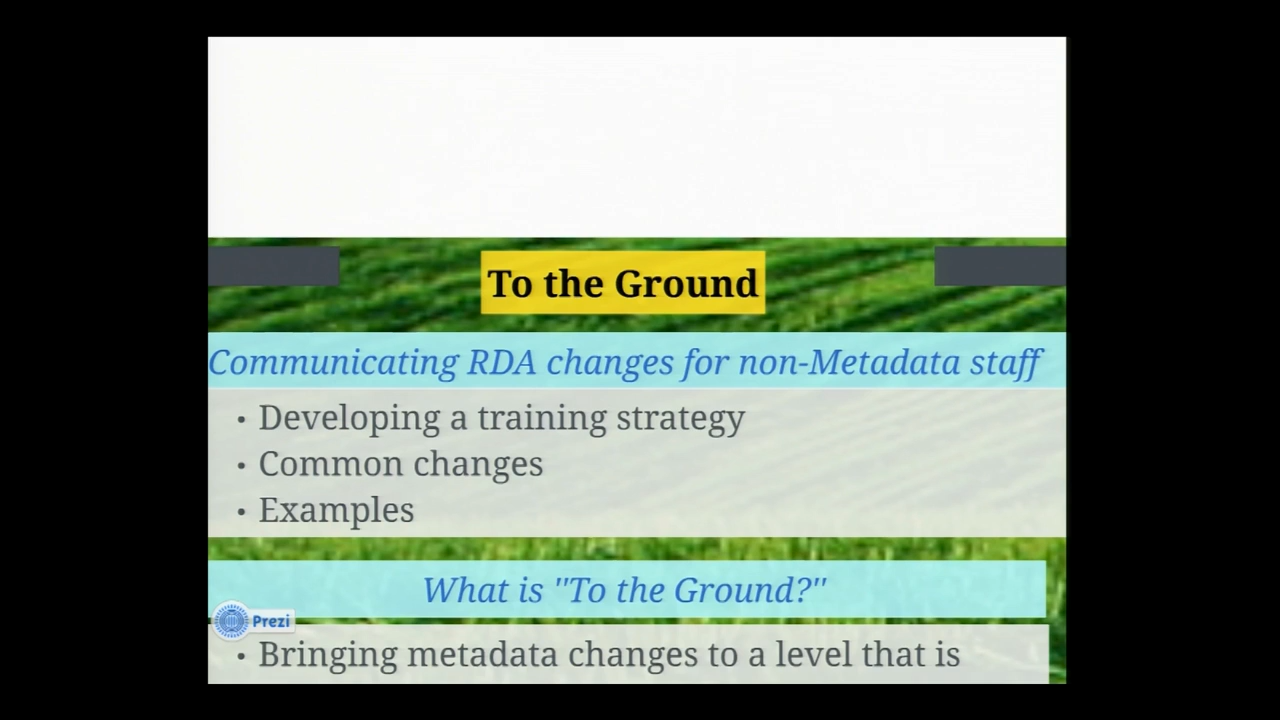 To the Ground
Communicating RDA changes for non-Metadata staff
• Developing a training strategy
• Common changes
• Examples
What is "To the Ground?"
Prezi
• Bringing metadata changes to a level that is